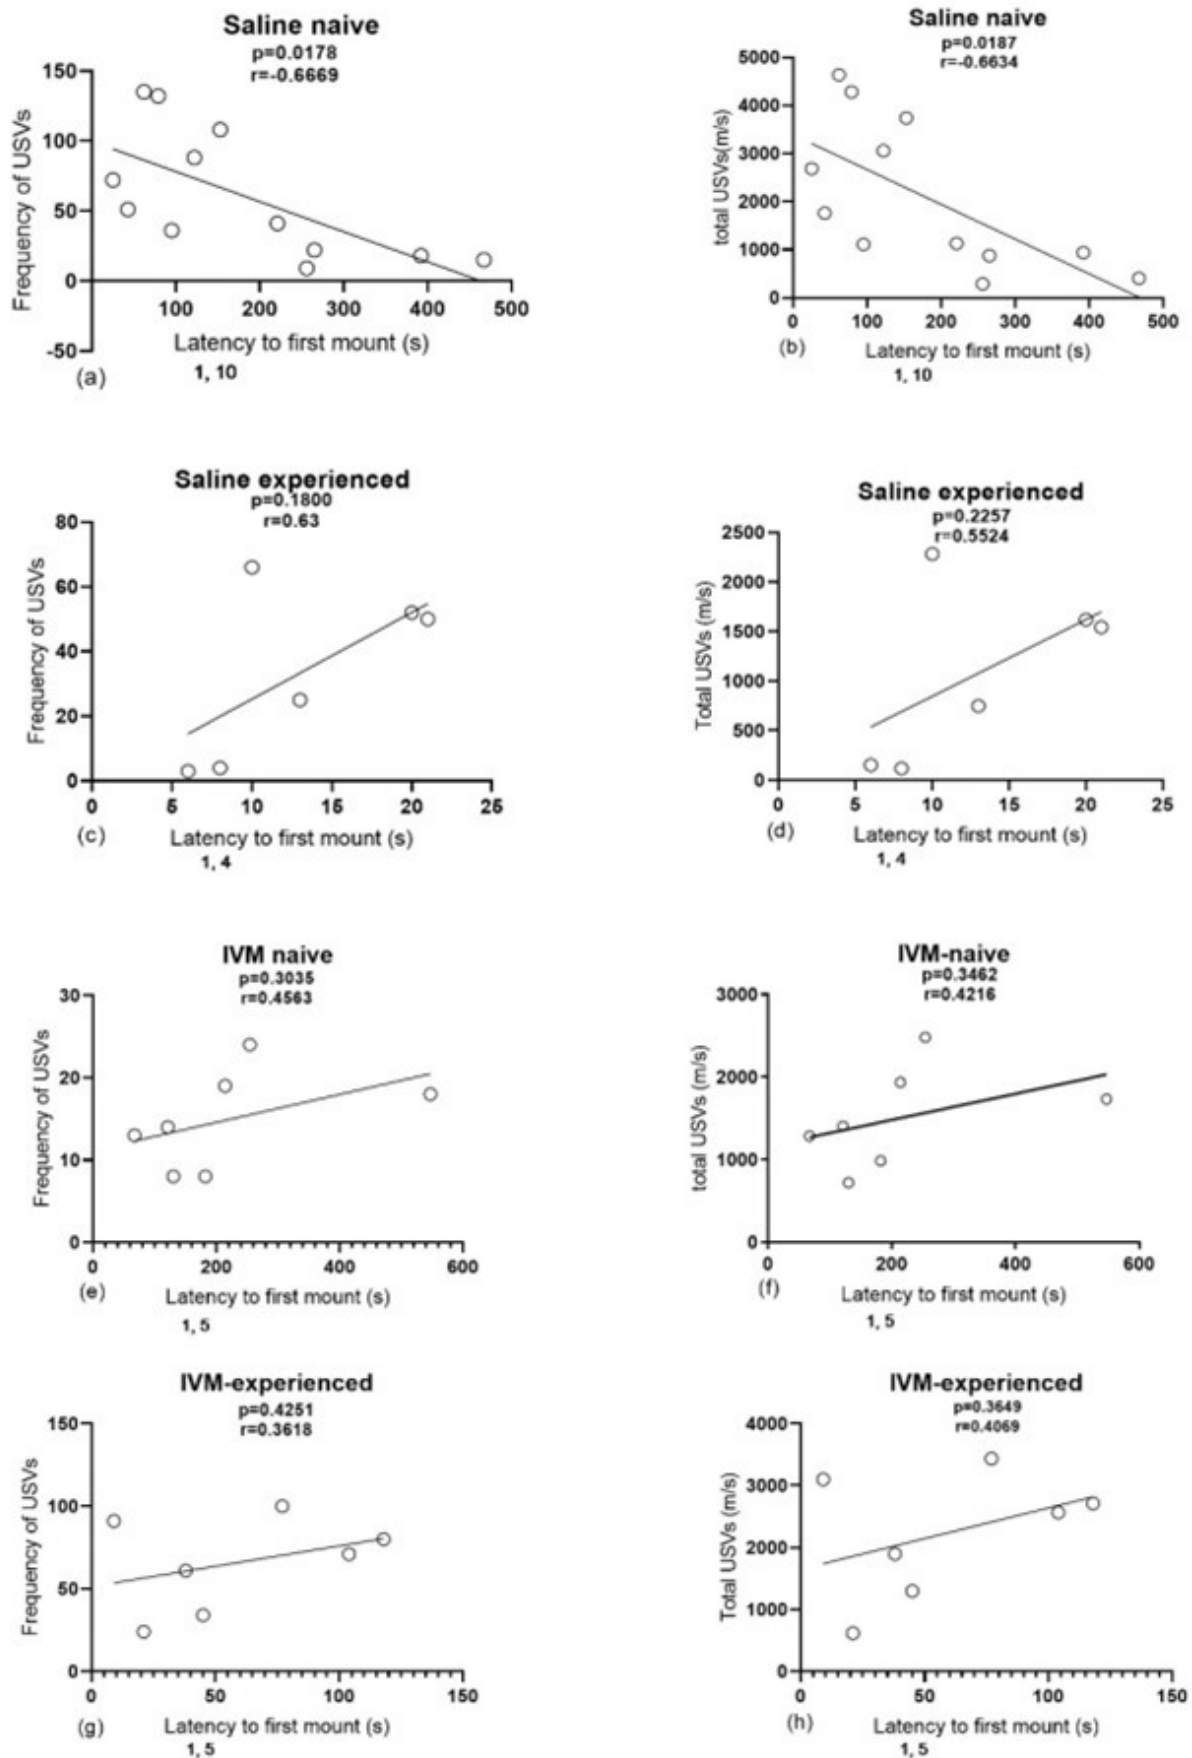 Saline naive
p=0.0178
r=-0.6669
Frequency of USVs
150
100
50
0
-50
100 200 300 400 500
Latency to first mount (s)
(a)
1, 10
Saline naive
p=0.0187
r=-0.6634
total USVs(m/s)
5000
4000
3000
2000
1000
0
0 100 200 300 400 500
(b) Latency to first mount (s)
1, 10
Saline experienced
p=0.1800
r=0.63
Frequency of USVs
80
60
40
20
0
0 5 10 15 20 25
(c) Latency to first mount (s)
1, 4
Saline experienced
p=0.2257
r=0.5524
Total USVs (m/s)
2500
2000
1500
1000
500
0
0 5 10 15 20 25
(d) Latency to first mount (s)
1, 4
IVM naive
p=0.3035
r=0.4563
Frequency of USVs
30
20
10
0
0 200 400 600
(e) Latency to first mount (s)
1, 5
IVM-naive
p=0.3462
r=0.4216
total USVs (m/s)
3000
2000
1000
0
0 200 400 600
(f) Latency to first mount (s)
1, 5
IVM-experienced
p=0.4251
r=0.3618
Frequency of USVs
150
100
50
0
0 50 100 150
(g) Latency to first mount (s)
1, 5
IVM-experienced
p=0.3649
r=0.4069
Total USVs (m/s)
4000
3000
2000
1000
0
0 50 100 150
(h) Latency to first mount (s)
1, 5